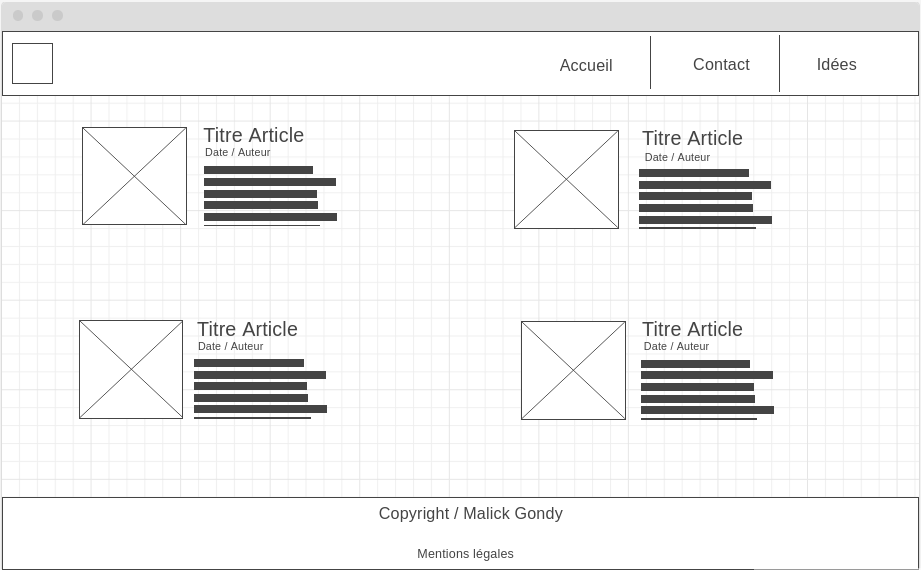 Accueil
Contact
Idées
Titre Article
Date / Auteur
Titre Article
Date / Auteur
Titre Article
Date / Auteur
Titre Article
Date / Auteur
Copyright / Malick Gondy
Mentions légales